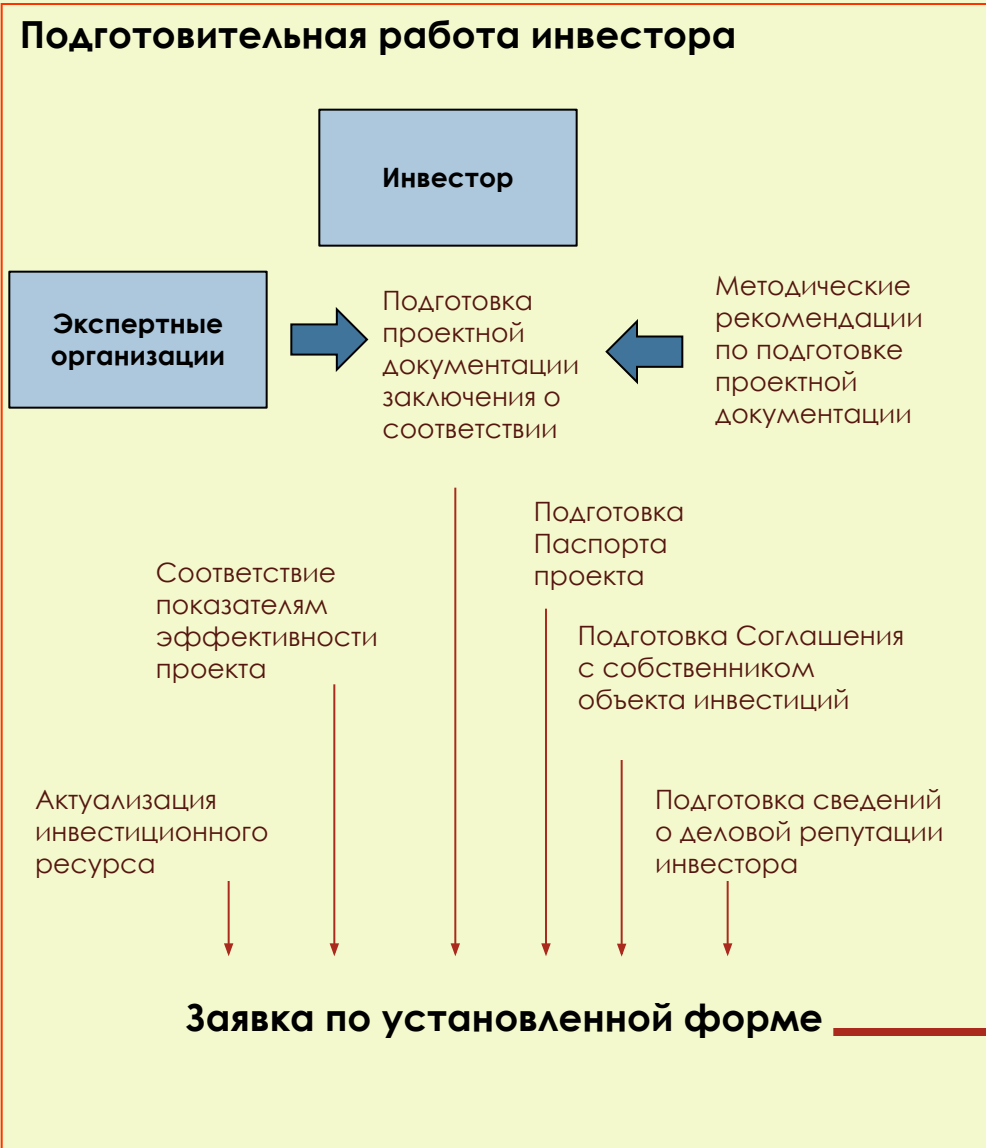 Подготовительная работа инвестора
Инвестор
Экспертные
организации
Подготовка
проектной
документации
заключения о
соответствии
Методические
рекомендации
по подготовке
проектной
документации
Подготовка
Паспорта
проекта
Соответствие
показателям
эффективности
проекта
Подготовка Соглашения
с собственником
объекта инвестиций
Актуализация
инвестиционного
ресурса
Подготовка сведений
о деловой репутации
инвестора
Заявка по установленной форме